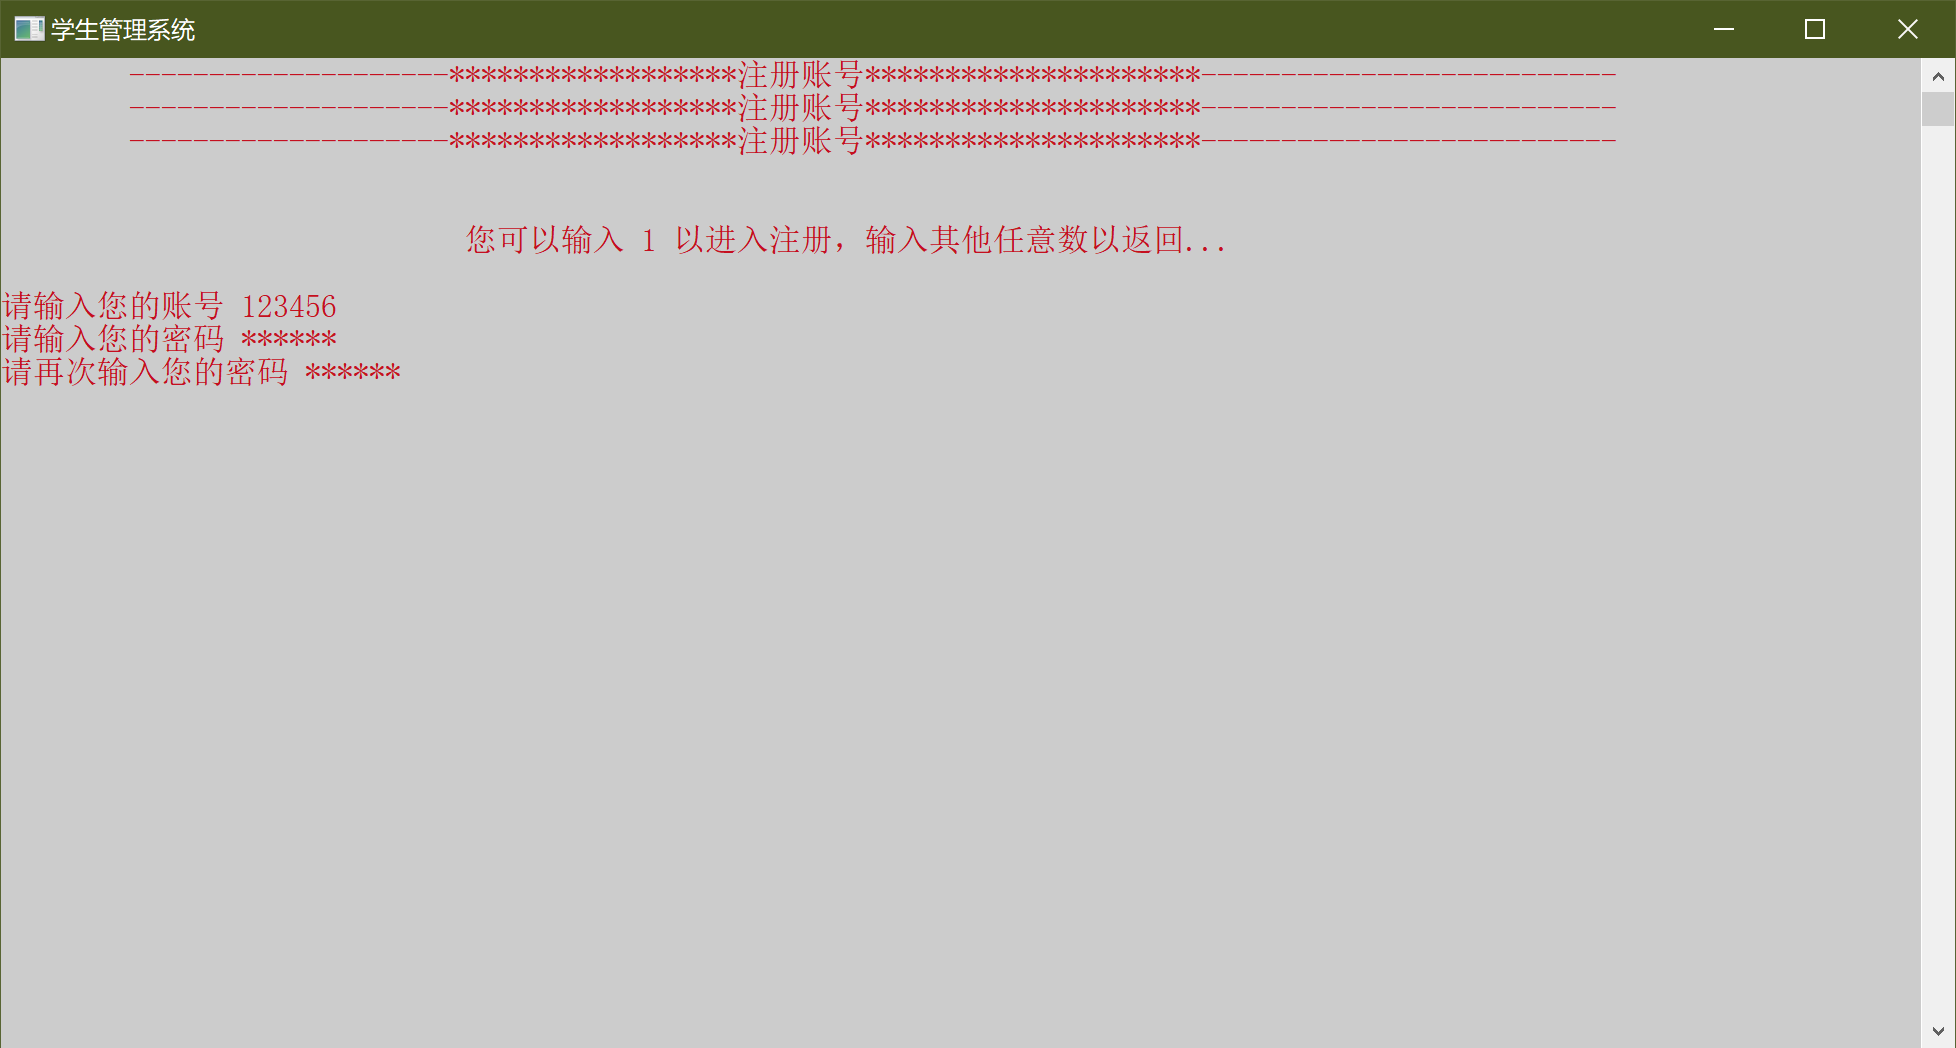 学生管理系统
--------------------******************注册账号*********************--------------------------
--------------------******************注册账号*********************--------------------------
--------------------******************注册账号*********************--------------------------
您可以输入 1 以进入注册，输入其他任意数以返回...
请输入您的账号 123456
请输入您的密码 ******
请再次输入您的密码 ******